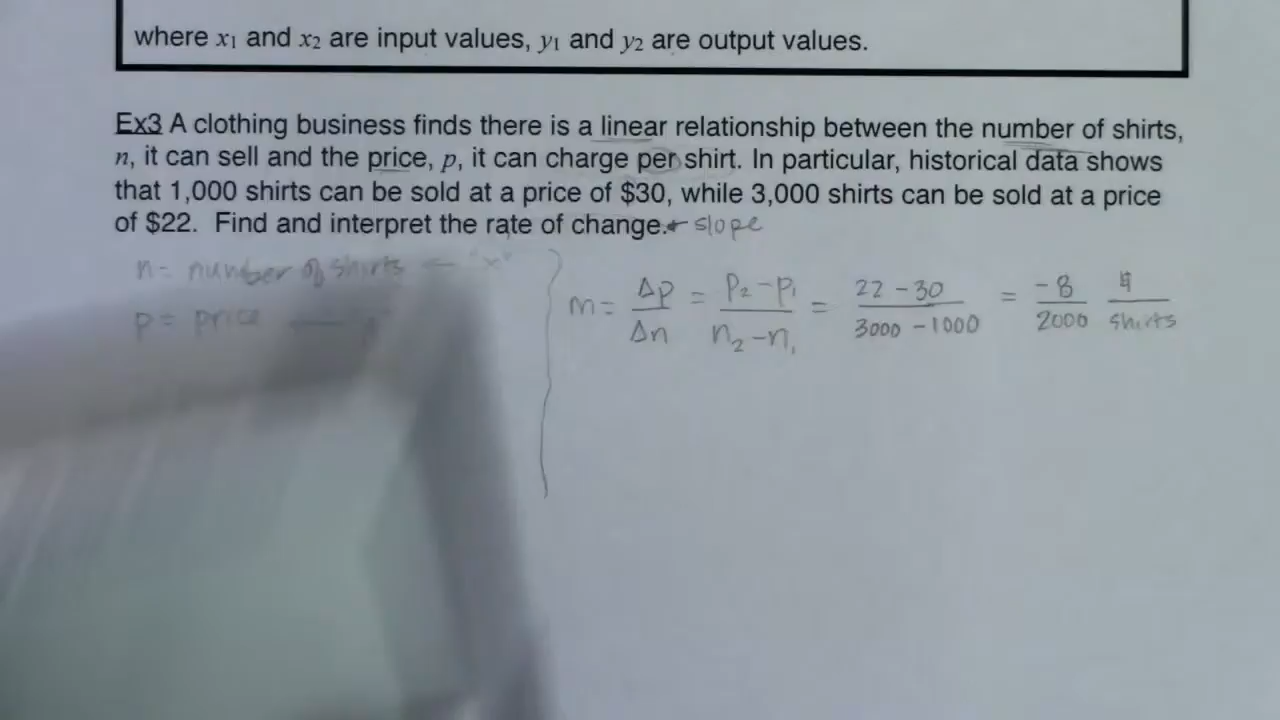 where x1 and x2 are input values, y1 and y2 are output values.
Ex3 A clothing business finds there is a linear relationship between the number of shirts,
n, it can sell and the price, p, it can charge per shirt. In particular, historical data shows
that 1,000 shirts can be sold at a price of $30, while 3,000 shirts can be sold at a price
of $22. Find and interpret the rate of change. ← slope
n = number of shirts ← "x"
p = price
m = Δp/Δn = p2 - p1/n2 - n1 = 22 - 30/3000 - 1000 = -8/2000 $/shirts